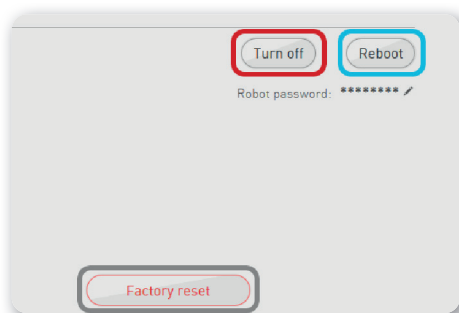 Turn off Reboot
Robot password: ********
Factory reset